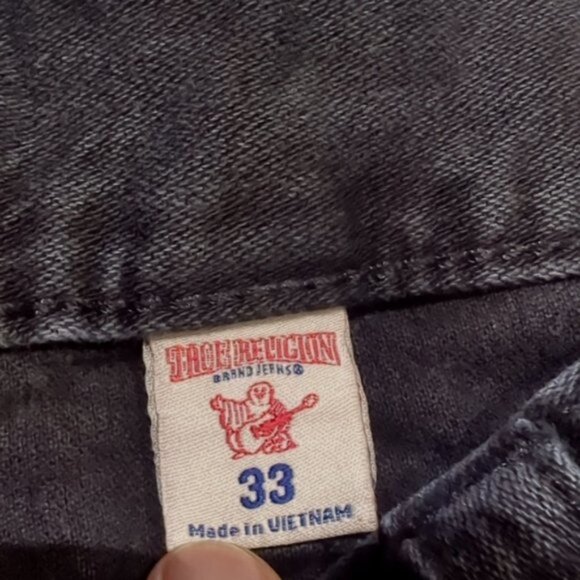 TRUE RELIGION
BRAND JEANS®
33
Made in VIETNAM